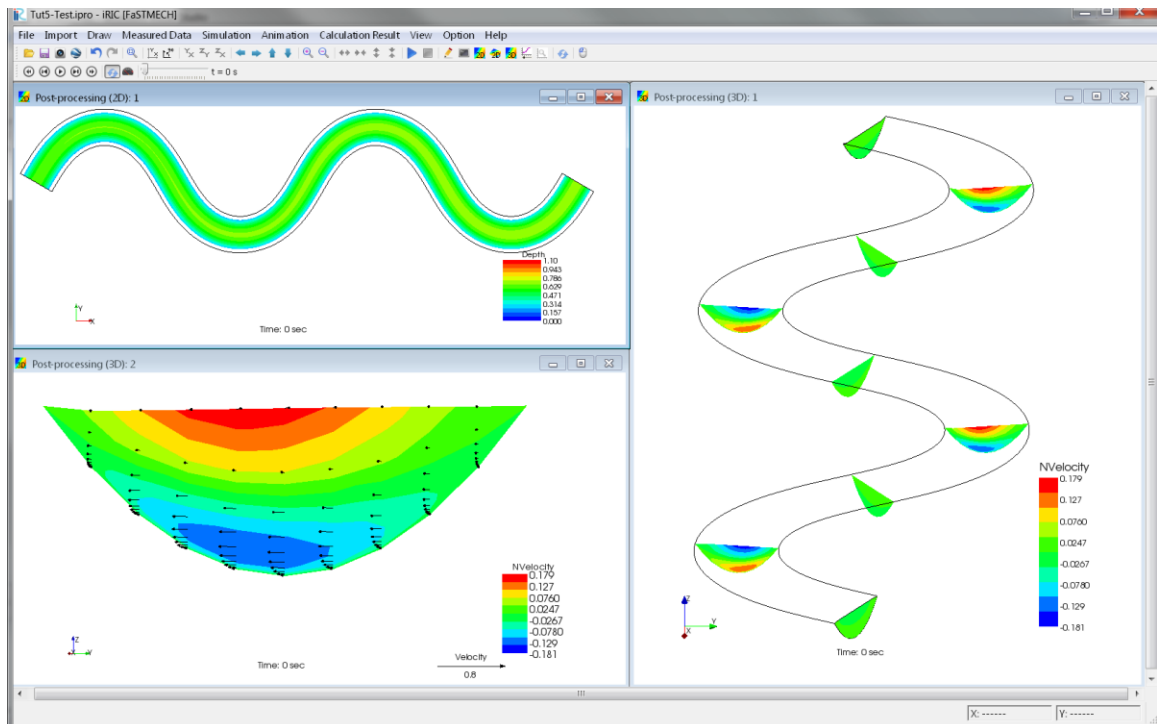 Tut5-Test.ipro - iRIC [FaSTMECH]
File Import Draw Measured Data Simulation Animation Calculation Result View Option Help
t = 0 s
Post-processing (2D): 1
Depth
1.10
0.943
0.786
0.629
0.471
0.314
0.157
0.000
Y
X
Time: 0 sec
Post-processing (3D): 2
NVelocity
0.179
0.127
0.0760
0.0247
-0.0267
-0.0780
-0.129
-0.181
Z
X
Y
Time: 0 sec
Velocity
0.8
Post-processing (3D): 1
NVelocity
0.179
0.127
0.0760
0.0247
-0.0267
-0.0780
-0.129
-0.181
Z
Y
X
Time: 0 sec
X: ------
Y: ------